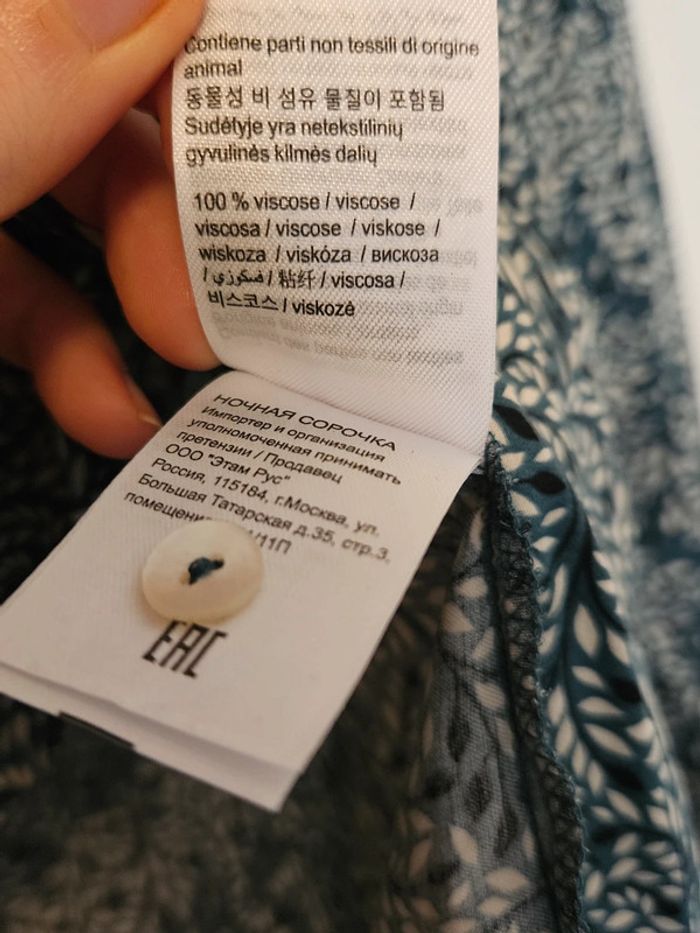 Contiene parti non tessili di origine
animal
동물성 비 섬유 물질이 포함됨
Sudėtyje yra netekstilinių
gyvulinės kilmės dalių
100 % viscose / viscose /
viscosa / viscose / viskose /
wiskoza / viskóza / вискоза
/ فسكوزي / 粘纤 / viscosa /
비스코스 / viskozė
НОЧНАЯ СОРОЧКА
Импортер и организация
уполномоченная принимать
претензии / Продавец
ООО "Этам Рус"
Россия, 115184, г.Москва, ул.
Большая Татарская д.35, стр.3,
EAC